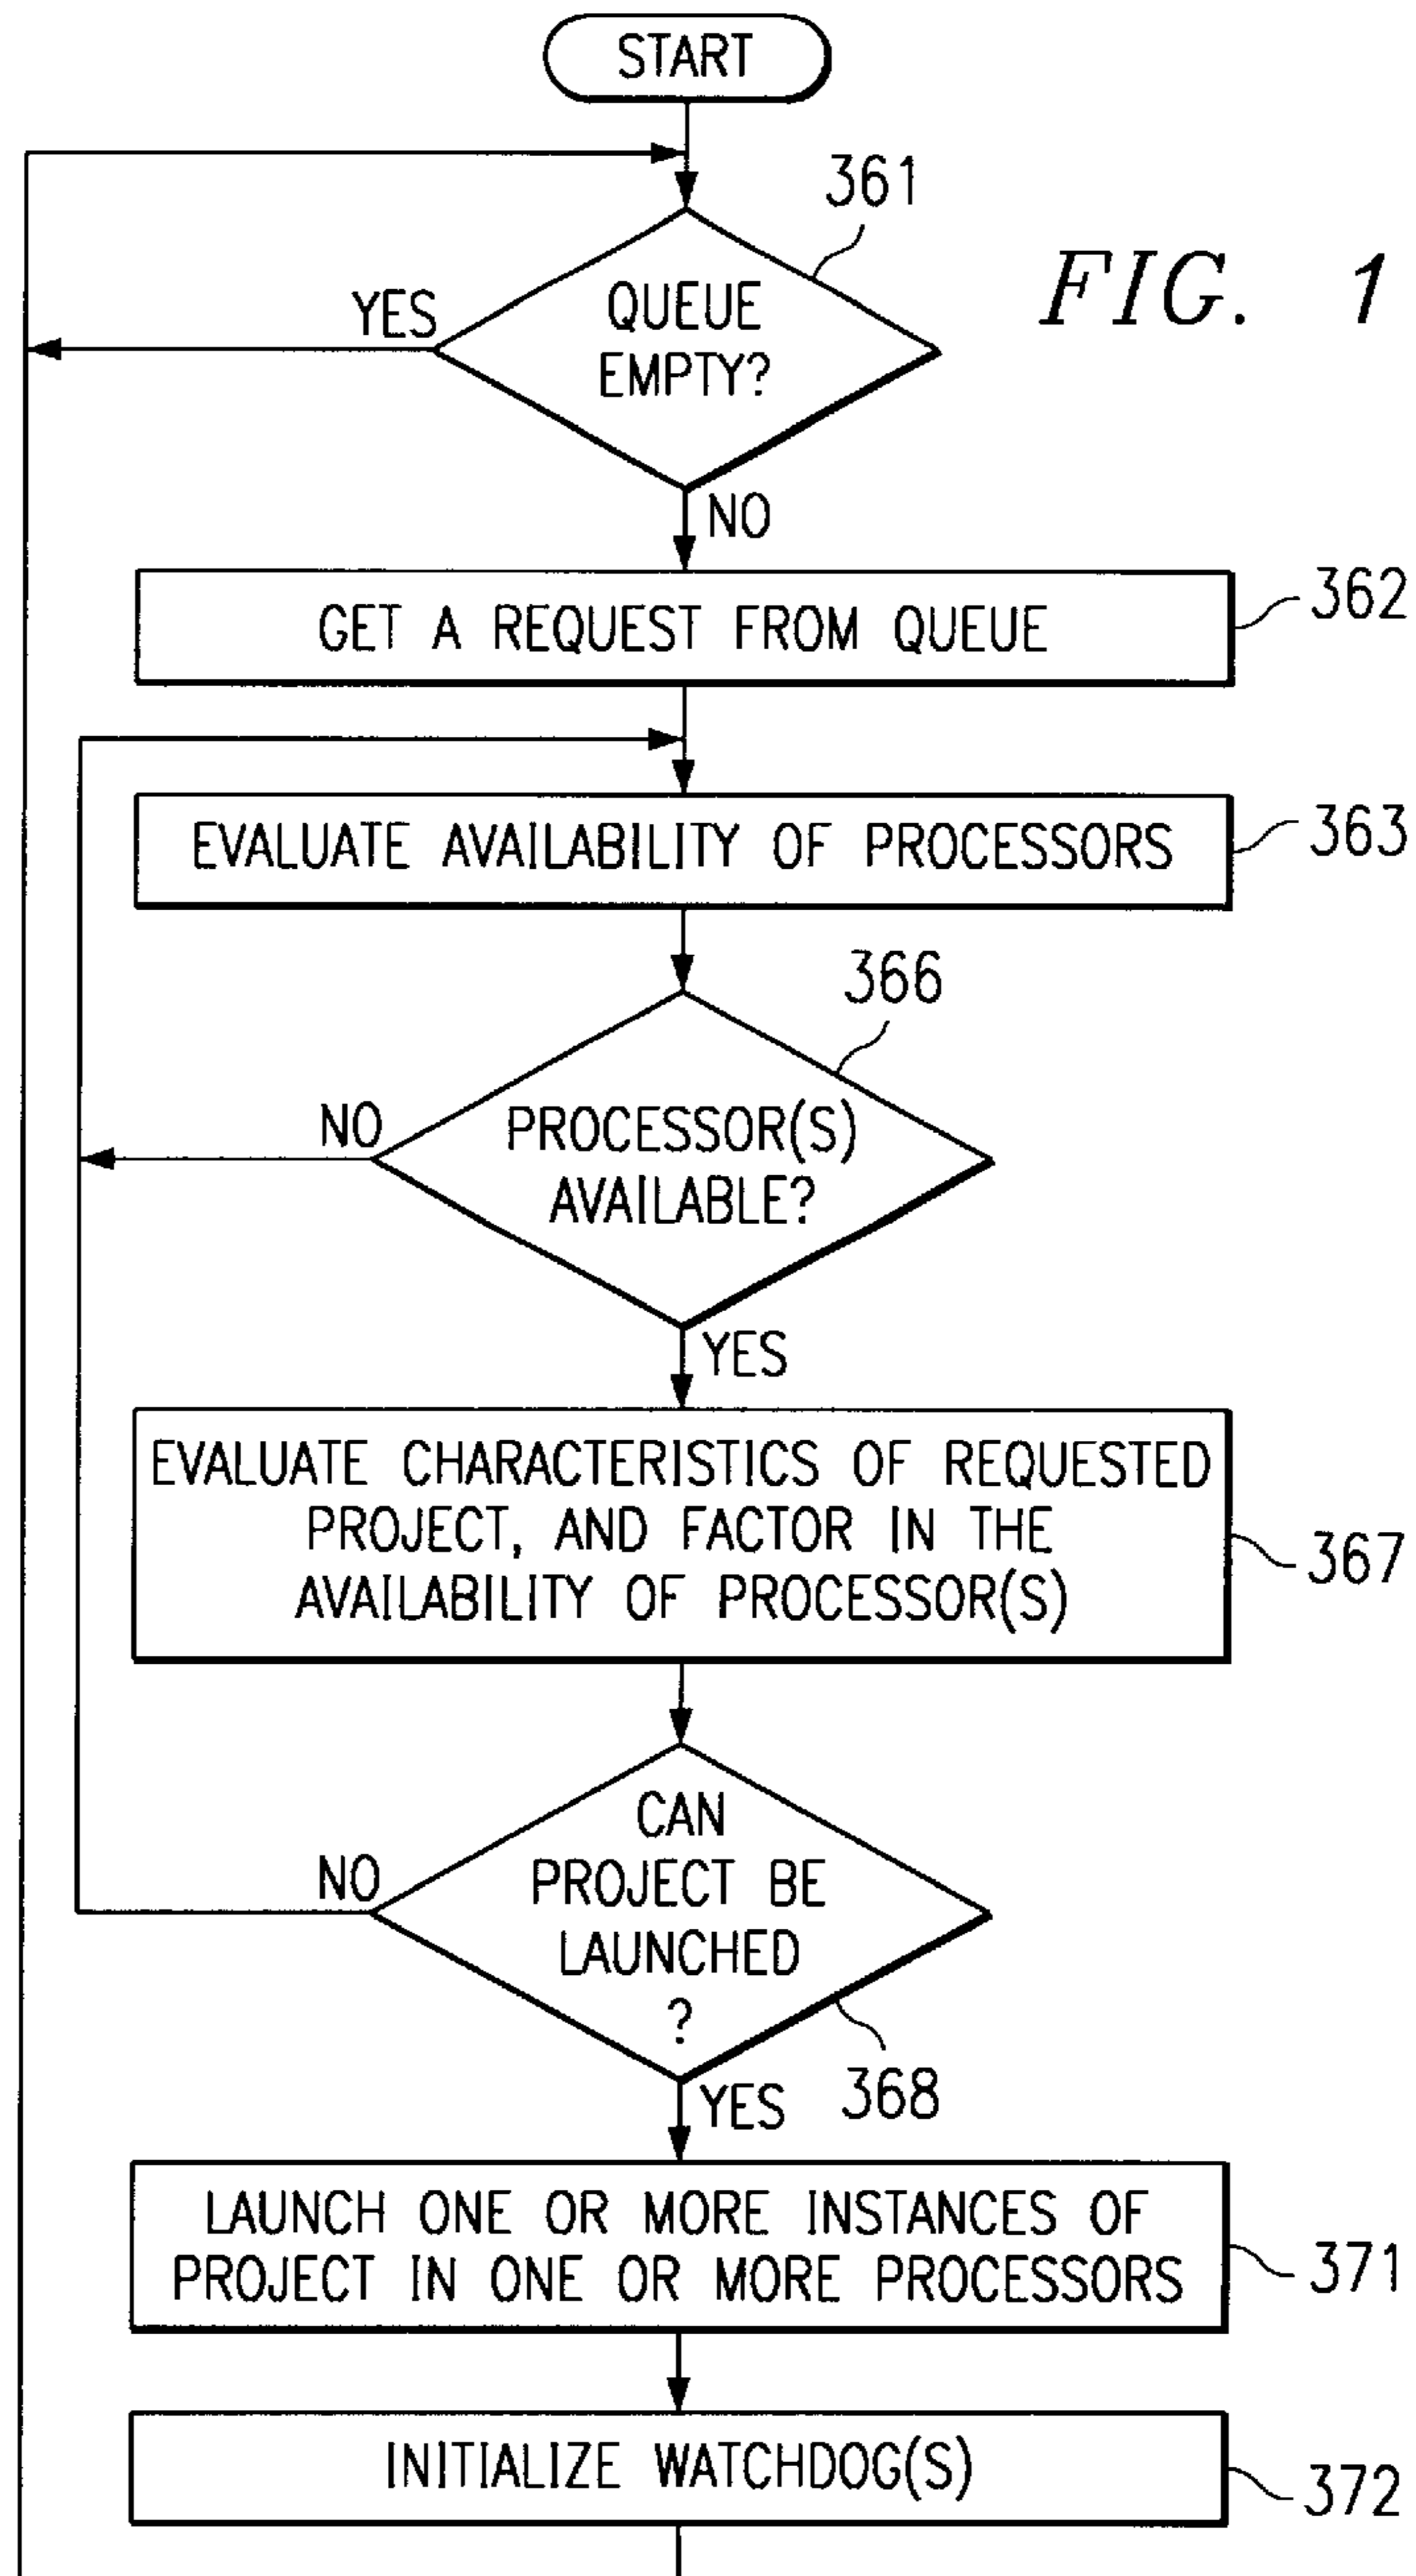 START
361
FIG. 1
QUEUE
EMPTY?
YES
NO
GET A REQUEST FROM QUEUE
362
EVALUATE AVAILABILITY OF PROCESSORS
363
366
PROCESSOR(S)
AVAILABLE?
NO
YES
EVALUATE CHARACTERISTICS OF REQUESTED
PROJECT, AND FACTOR IN THE
AVAILABILITY OF PROCESSOR(S)
367
CAN
PROJECT BE
LAUNCHED
?
NO
368
YES
LAUNCH ONE OR MORE INSTANCES OF
PROJECT IN ONE OR MORE PROCESSORS
371
INITIALIZE WATCHDOG(S)
372